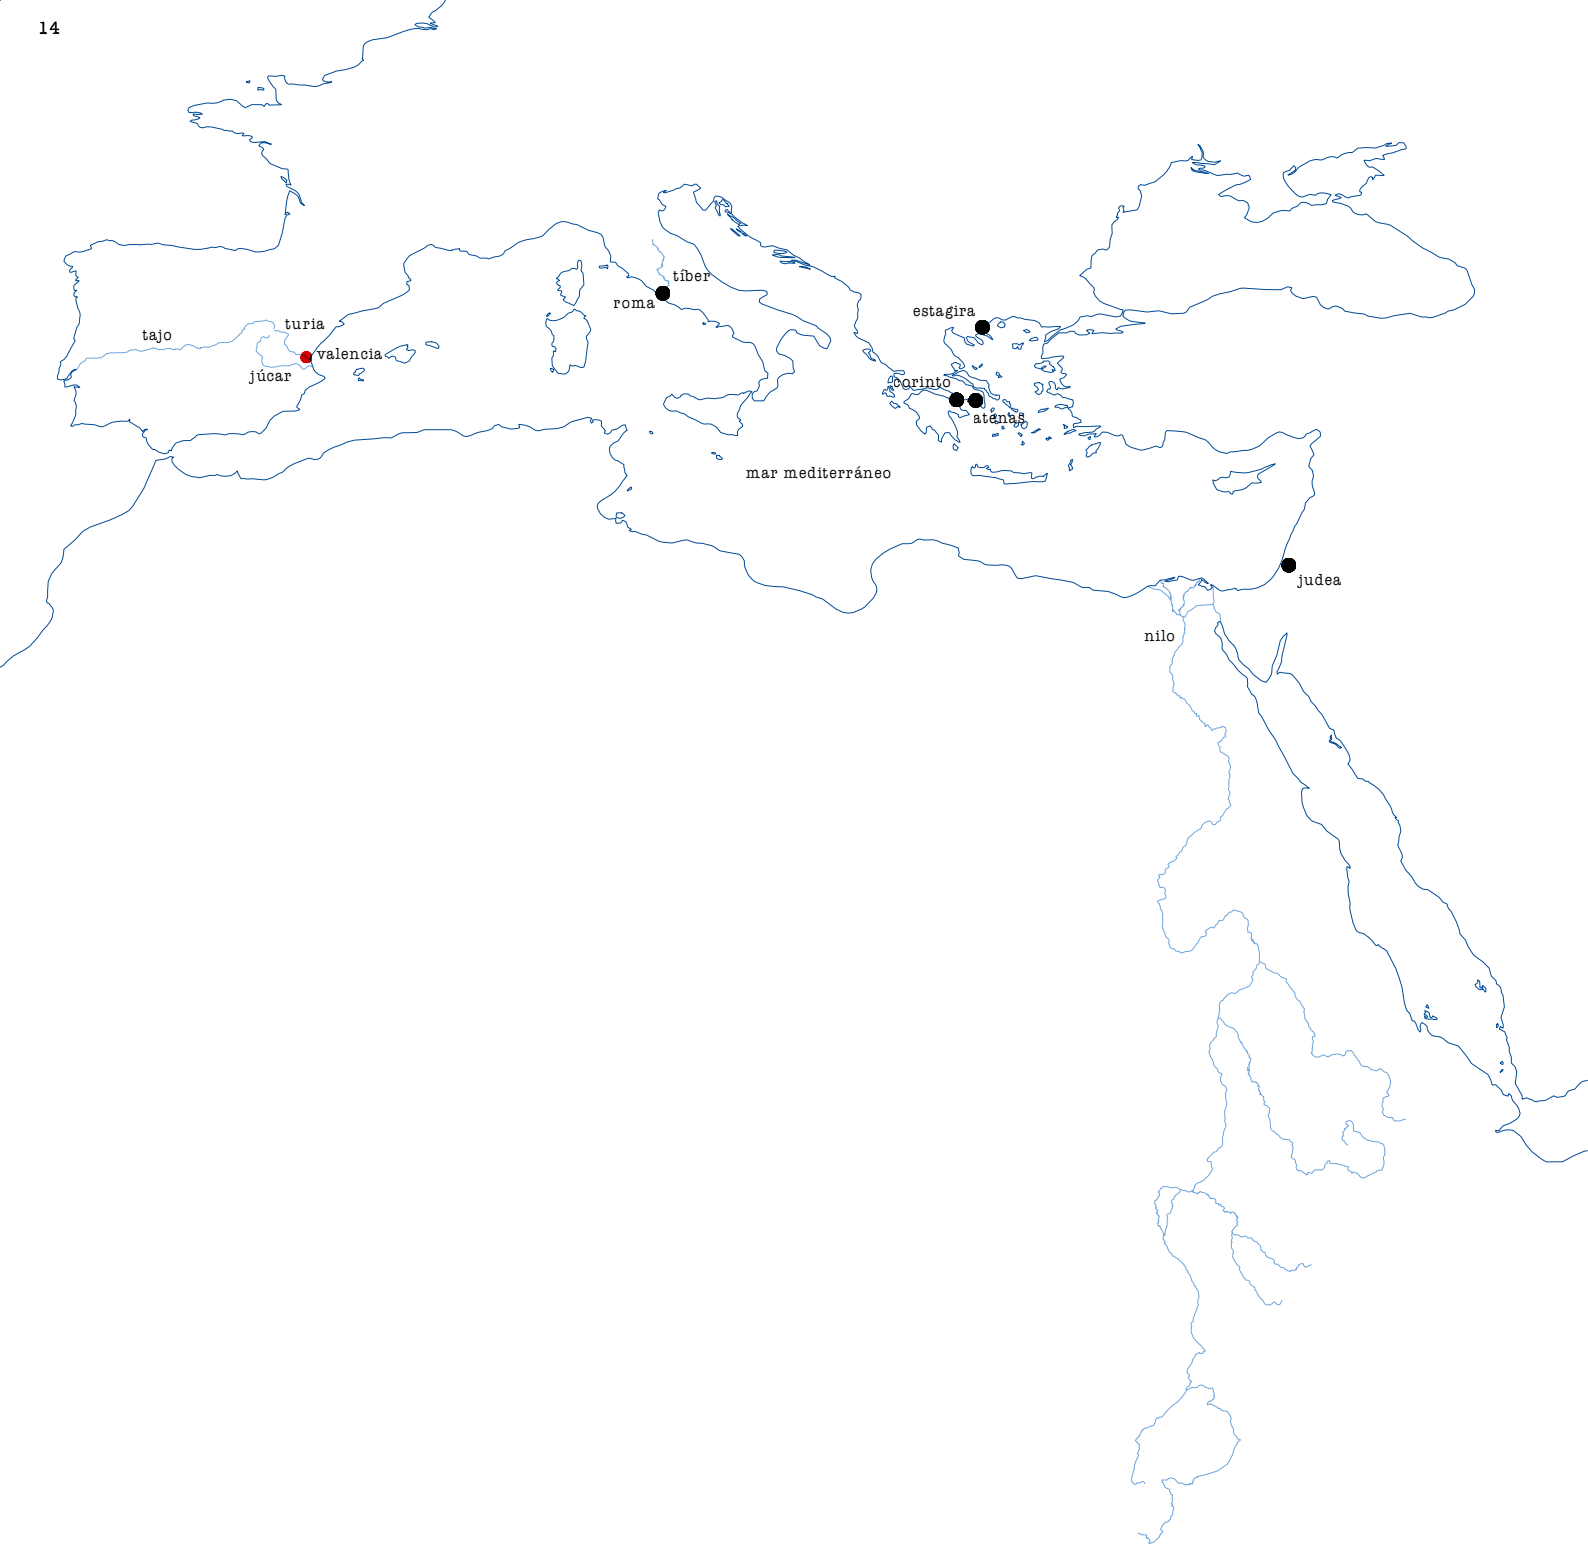 14
tíber
roma
estagira
turia
tajo
valencia
júcar
corinto
atenas
mar mediterráneo
judea
nilo